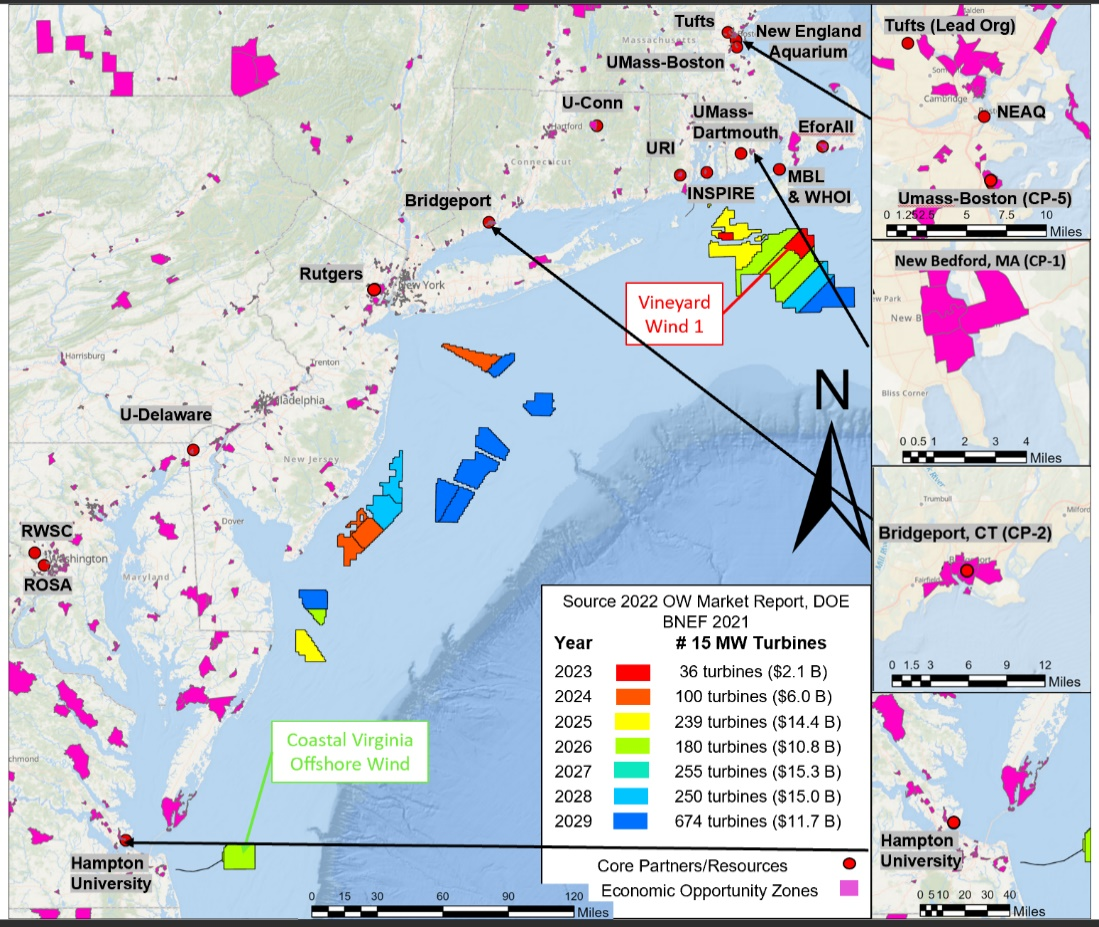 Tufts
Massachusetts
New England
Aquarium
UMass-Boston
U-Conn
Hartford
UMass-
Dartmouth
EforAll
URI
Connecticut
INSPIRE
MBL
& WHOI
Bridgeport
Rutgers
New York
Vineyard
Wind 1
Harrisburg
Trenton
U-Delaware
New Jersey
Dover
RWSC
Washington
ROSA
Maryland
Coastal Virginia
Offshore Wind
chmond
Hampton
University
N
Source 2022 OW Market Report, DOE
BNEF 2021
Year # 15 MW Turbines
2023 36 turbines ($2.1 B)
2024 100 turbines ($6.0 B)
2025 239 turbines ($14.4 B)
2026 180 turbines ($10.8 B)
2027 255 turbines ($15.3 B)
2028 250 turbines ($15.0 B)
2029 674 turbines ($11.7 B)
Core Partners/Resources
Economic Opportunity Zones
0 15 30 60 90 120
Miles
Tufts (Lead Org)
Cambridge
NEAQ
Umass-Boston (CP-5)
0 1.25 2.5 5 7.5 10
Miles
New Bedford, MA (CP-1)
ew Park
New B
Bliss Corner
0 0.5 1 2 3 4
Miles
Trumbull
Milford
Bridgeport, CT (CP-2)
Fairfield
0 1.5 3 6 9 12
Miles
Hampton
University
0 5 10 20 30 40
Miles